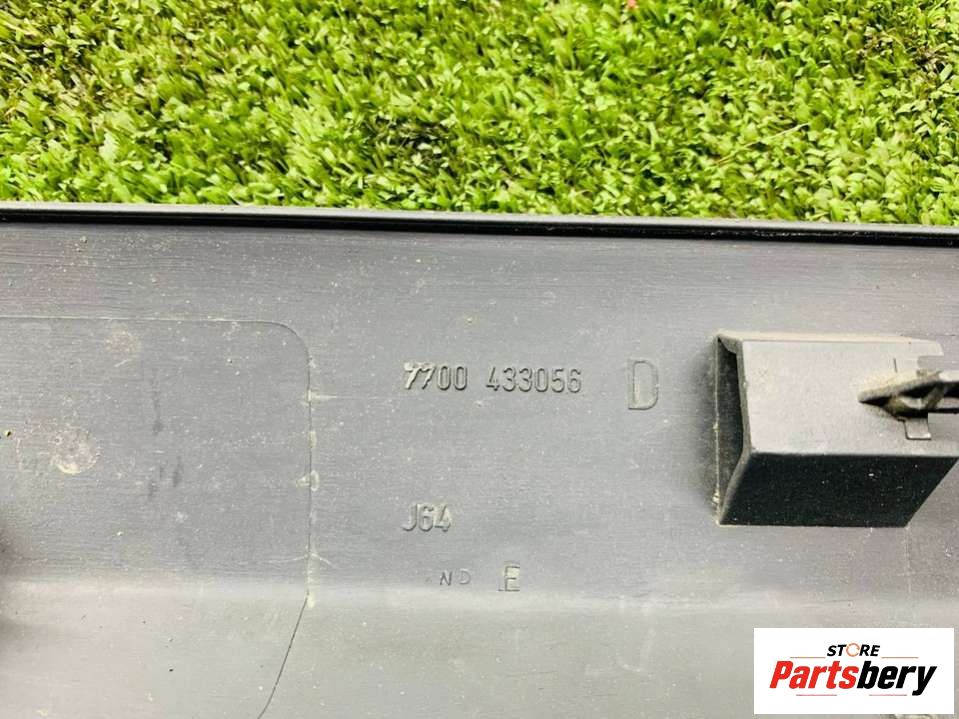 7700 433056 D
J64
ND E
STORE
Partsbery